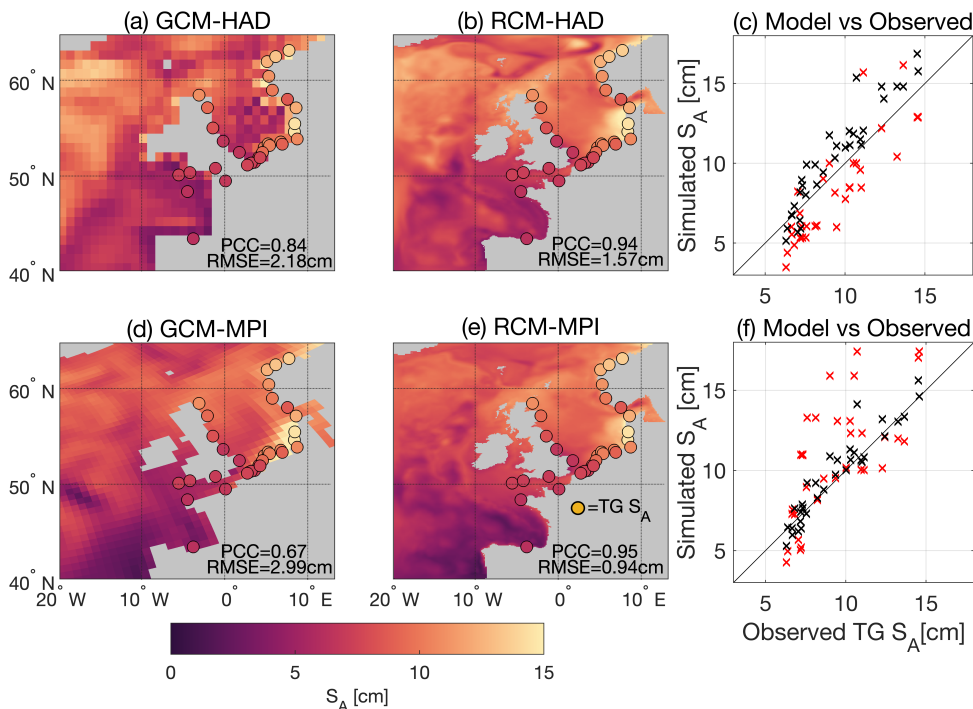 (a) GCM-HAD
(b) RCM-HAD
(c) Model vs Observed
60° N
50° N
40° N
PCC=0.84
RMSE=2.18cm
PCC=0.94
RMSE=1.57cm
Simulated S_A [cm]
15
10
5
5 10 15
(d) GCM-MPI
(e) RCM-MPI
(f) Model vs Observed
60° N
50° N
40° N
PCC=0.67
RMSE=2.99cm
=TG S_A
PCC=0.95
RMSE=0.94cm
Simulated S_A [cm]
15
10
5
5 10 15
Observed TG S_A[cm]
20° W 10° W 0° 10° E
20° W 10° W 0° 10° E
0 5 10 15
S_A [cm]